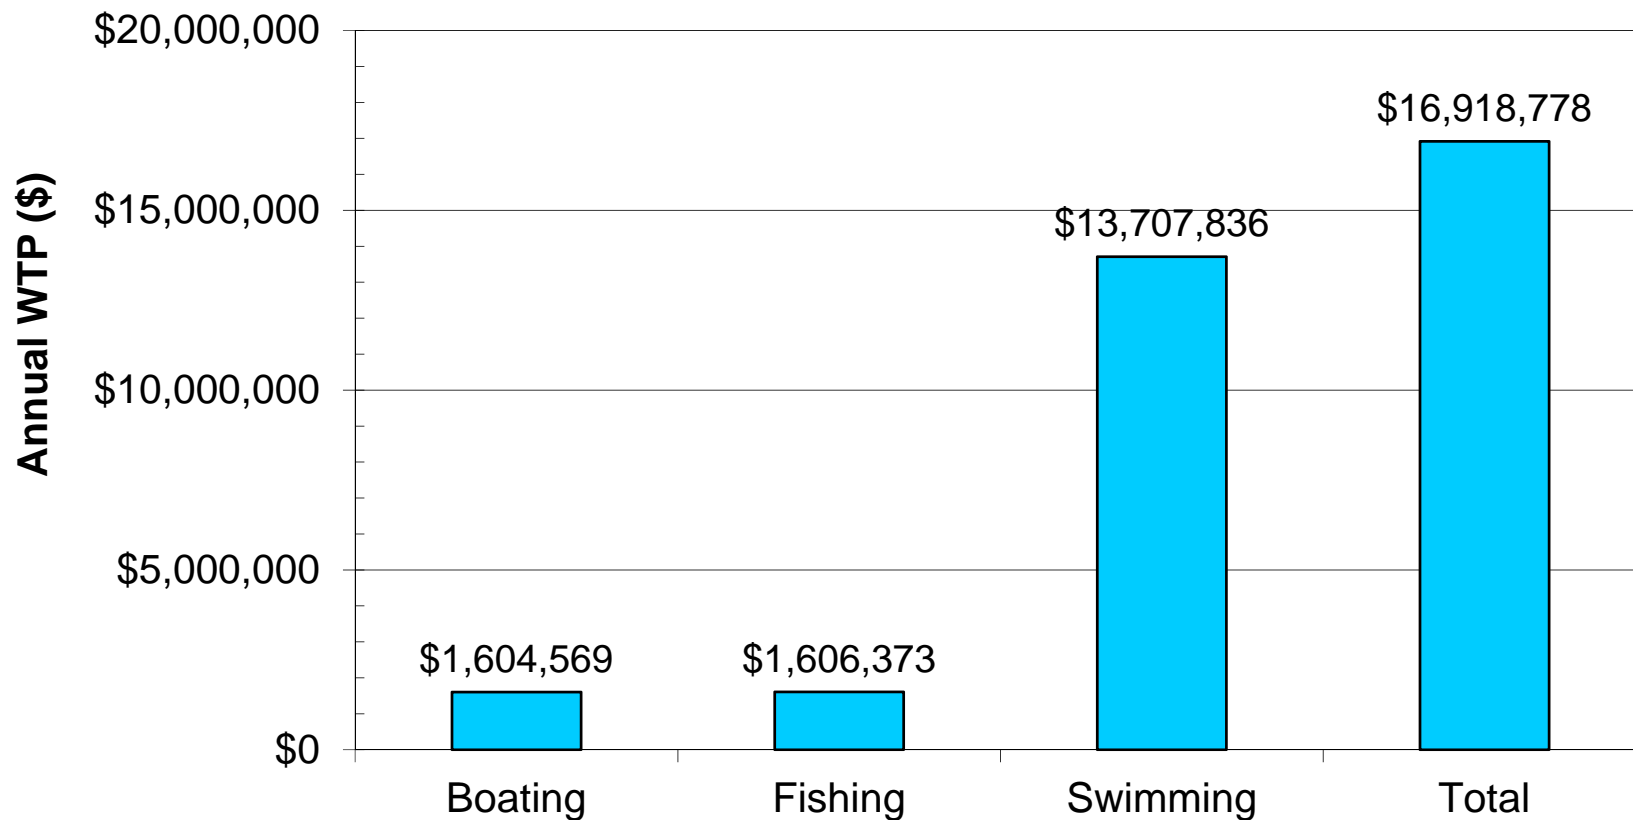 Annual WTP ($)
$20,000,000
$15,000,000
$10,000,000
$5,000,000
$0
$1,604,569
$1,606,373
$13,707,836
$16,918,778
Boating
Fishing
Swimming
Total